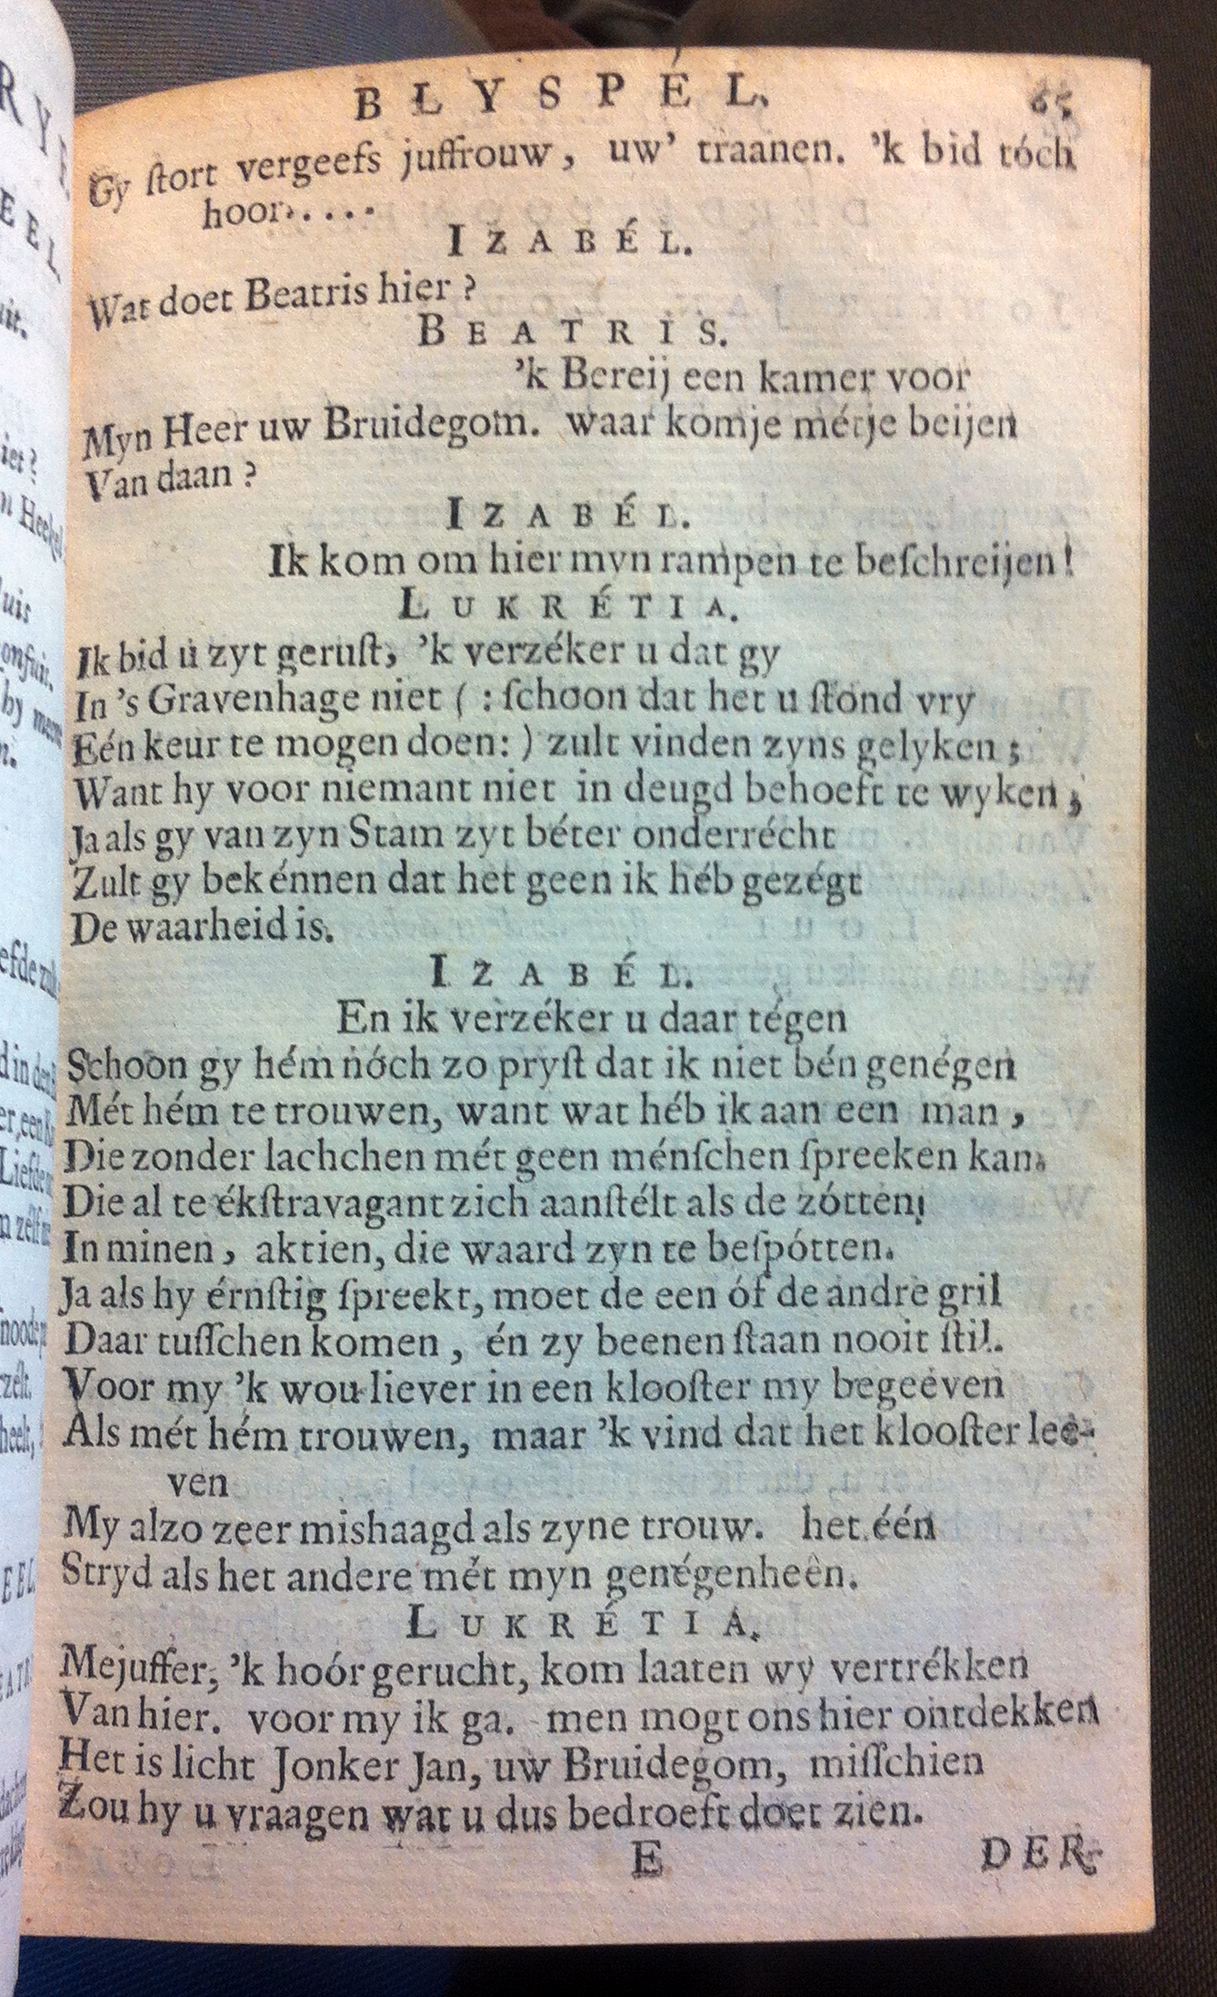 BLYSPÉL. 65
Gy ſtort vergeefs juffrouw, uw' traanen. 'k bid tóch
hoor.....
IZABÉL.
Wat doet Beatris hier?
BEATRIS.
'k Bereij een kamer voor
Myn Heer uw Bruidegom. waar komje métje beijen
Van daan?
IZABÉL.
Ik kom om hier myn rampen te beſchreijen!
LUKRÉTIA.
Ik bid u zyt geruſt, 'k verzéker u dat gy
In 's Gravenhage niet (: ſchoon dat het u ſtond vry
Eén keur te mogen doen:) zult vinden zyns gelyken;
Want hy voor niemant niet in deugd behoeft te wyken;
Ja als gy van zyn Stam zyt béter onderrécht
Zult gy bekénnen dat het geen ik héb gezégt
De waarheid is.
IZABÉL.
En ik verzéker u daar tégen
Schoon gy hém nóch zo pryſt dat ik niet bén genégen
Mét hém te trouwen, want wat héb ik aan een man,
Die zonder lachchen mét geen ménſchen ſpreeken kan.
Die al te ékſtravagant zich aanſtélt als de zótten;
In minen, aktien, die waard zyn te beſpótten.
Ja als hy érnſtig ſpreekt, moet de een óf de andre gril
Daar tuſſchen komen, én zy beenen ſtaan nooit ſtil.
Voor my 'k wou liever in een klooſter my begeeven
Als mét hém trouwen, maar 'k vind dat het klooſter lee-
ven
My alzo zeer mishaagd als zyne trouw. het één
Stryd als het andere mét myn genégenheên.
LUKRÉTIA.
Mejuffer, 'k hoór gerucht, kom laaten wy vertrékken
Van hier. voor my ik ga. men mogt ons hier ontdekken
Het is licht Jonker Jan, uw Bruidegom, miſſchien
Zou hy u vraagen wat u dus bedroeft doet zien.
E DER-